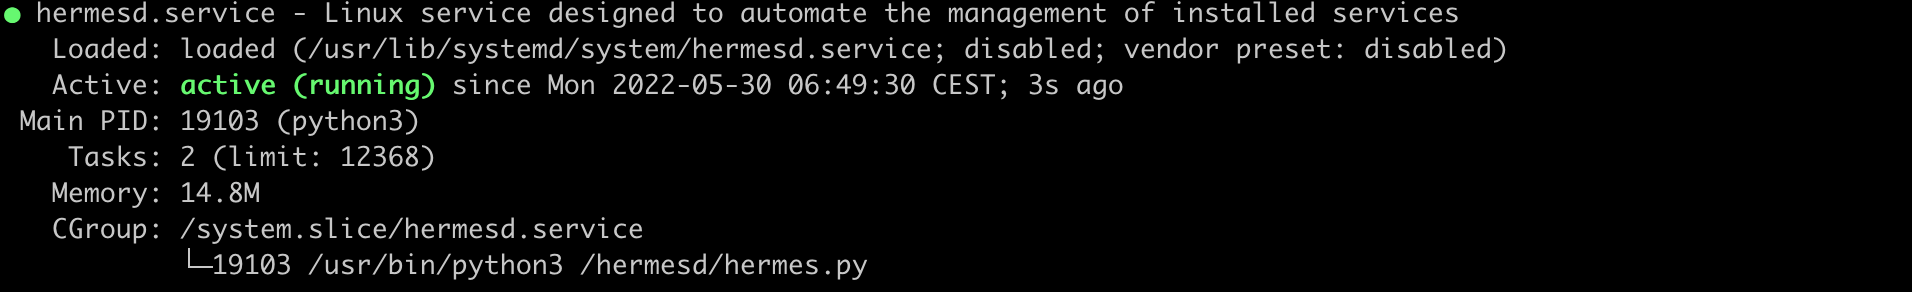 ● hermesd.service - Linux service designed to automate the management of installed services
Loaded: loaded (/usr/lib/systemd/system/hermesd.service; disabled; vendor preset: disabled)
Active: active (running) since Mon 2022-05-30 06:49:30 CEST; 3s ago
Main PID: 19103 (python3)
Tasks: 2 (limit: 12368)
Memory: 14.8M
CGroup: /system.slice/hermesd.service
└─19103 /usr/bin/python3 /hermesd/hermes.py